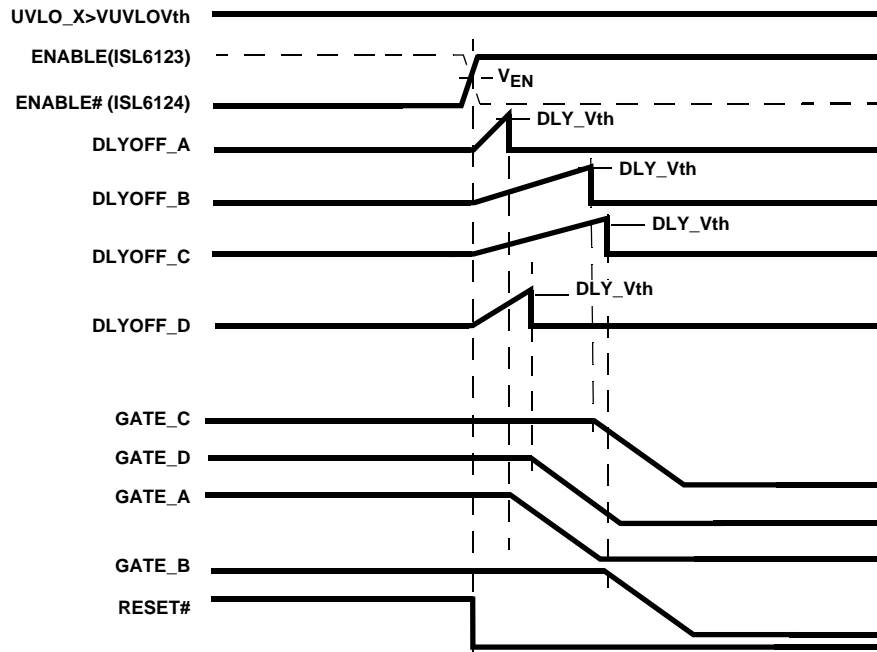 UVLO_X>VUVLOVth
ENABLE(ISL6123)
VEN
ENABLE# (ISL6124)
DLY_Vth
DLYOFF_A
DLY_Vth
DLYOFF_B
DLY_Vth
DLYOFF_C
DLY_Vth
DLYOFF_D
GATE_C
GATE_D
GATE_A
GATE_B
RESET#